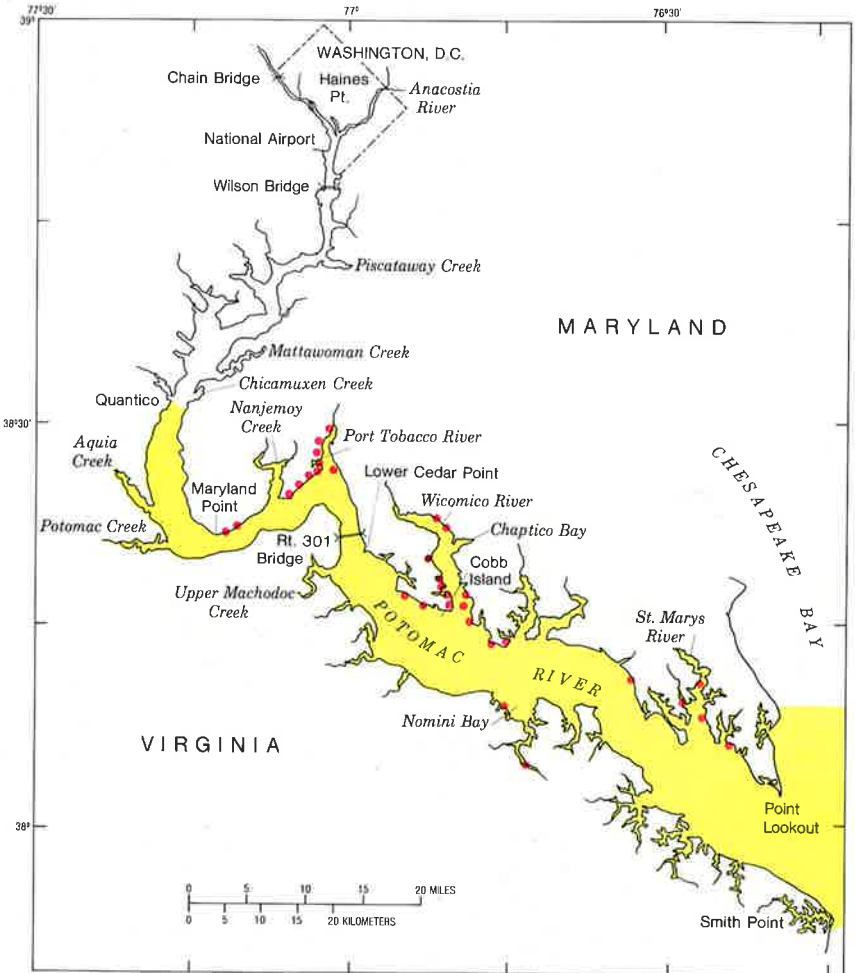 77°30'
77°
76°30'
39°
WASHINGTON, D.C.
Chain Bridge
Haines
Pt.
Anacostia
River
National Airport
Wilson Bridge
Piscataway Creek
MARYLAND
Mattawoman Creek
Chicamuxen Creek
Quantico
Nanjemoy
Creek
38°30'
Port Tobacco River
Aquia
Creek
Lower Cedar Point
Maryland
Point
Wicomico River
CHESAPEAKE BAY
Potomac Creek
Chaptico Bay
Rt. 301
Bridge
Cobb
Island
Upper Machodoc
Creek
POTOMAC
RIVER
St. Marys
River
Nomini Bay
VIRGINIA
Point
Lookout
38°
0 5 10 15 20 MILES
0 5 10 15 20 KILOMETERS
Smith Point